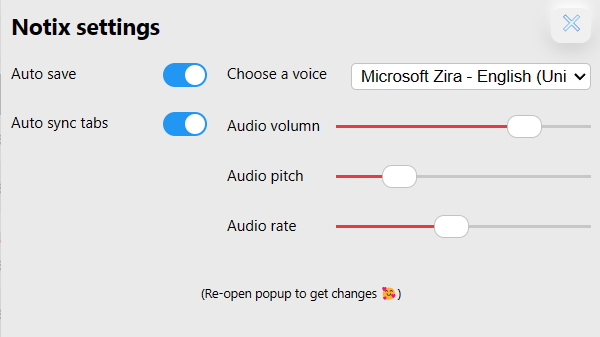 Notix settings
Auto save
Choose a voice
Microsoft Zira - English (Uni
Auto sync tabs
Audio volumn
Audio pitch
Audio rate
(Re-open popup to get changes 🥰)